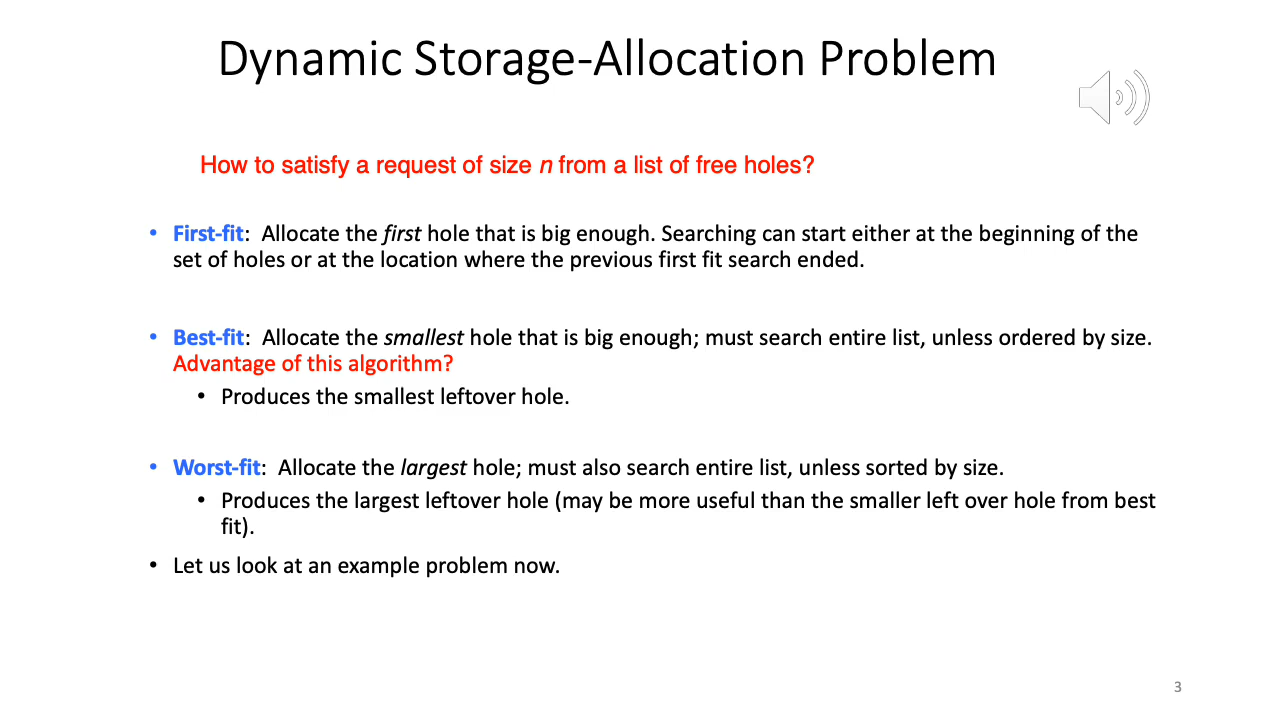 Dynamic Storage-Allocation Problem
How to satisfy a request of size n from a list of free holes?
• First-fit: Allocate the first hole that is big enough. Searching can start either at the beginning of the
set of holes or at the location where the previous first fit search ended.
• Best-fit: Allocate the smallest hole that is big enough; must search entire list, unless ordered by size.
Advantage of this algorithm?
• Produces the smallest leftover hole.
• Worst-fit: Allocate the largest hole; must also search entire list, unless sorted by size.
• Produces the largest leftover hole (may be more useful than the smaller left over hole from best
fit).
• Let us look at an example problem now.
3